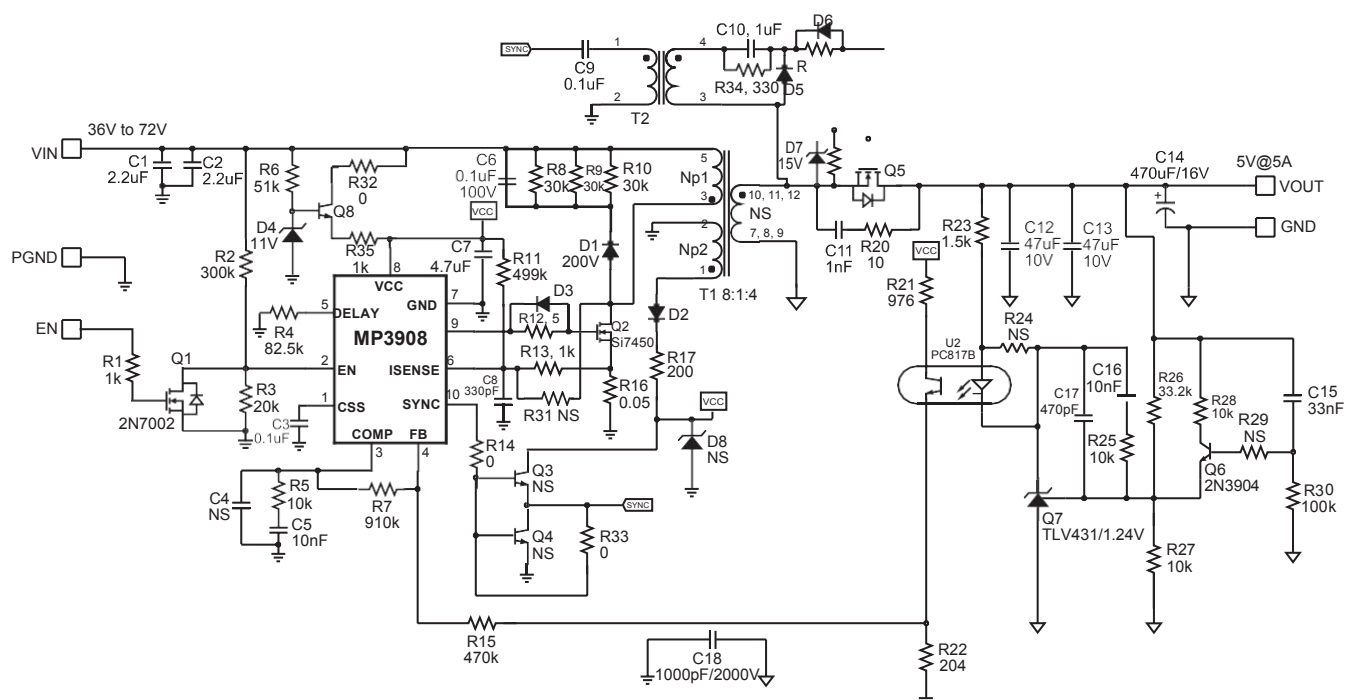 D6
C10, 1uF
SYNC
1
4
C9
0.1uF
R
R34, 330
D5
2
3
T2
36V to 72V
VIN
C1
2.2uF
C2
2.2uF
R6
51k
R32
0
Q8
D4
11V
R35
1k
C6
0.1uF
100V
R8
30k
R9
30k
R10
30k
5
Np1
3
2
Np2
1
NS
10, 11, 12
7, 8, 9
T1 8:1:4
D7
15V
Q5
C11
1nF
R20
10
C14
470uF/16V
+
5V@5A
VOUT
GND
R23
1.5k
C12
47uF
10V
C13
47uF
10V
VCC
R21
976
PGND
R2
300k
VCC
C7
4.7uF
R11
499k
D1
200V
8
VCC
5
DELAY
GND
7
MP3908
9
R4
82.5k
D3
R12, 5
Q2
Si7450
D2
EN
R1
1k
Q1
2N7002
R3
20k
2
EN
ISENSE
6
R13, 1k
C8
330pF
R31 NS
R16
0.05
R17
200
VCC
D8
NS
1
CSS
SYNC
10
C3
0.1uF
COMP
FB
3
4
R14
0
Q3
NS
SYNC
Q4
NS
R33
0
C4
NS
R5
10k
C5
10nF
R7
910k
R24
NS
U2
PC817B
C17
470pF
C16
10nF
R25
10k
R26
33.2k
R28
10k
R29
NS
C15
33nF
Q6
2N3904
R30
100k
Q7
TLV431/1.24V
R27
10k
R15
470k
C18
1000pF/2000V
R22
204